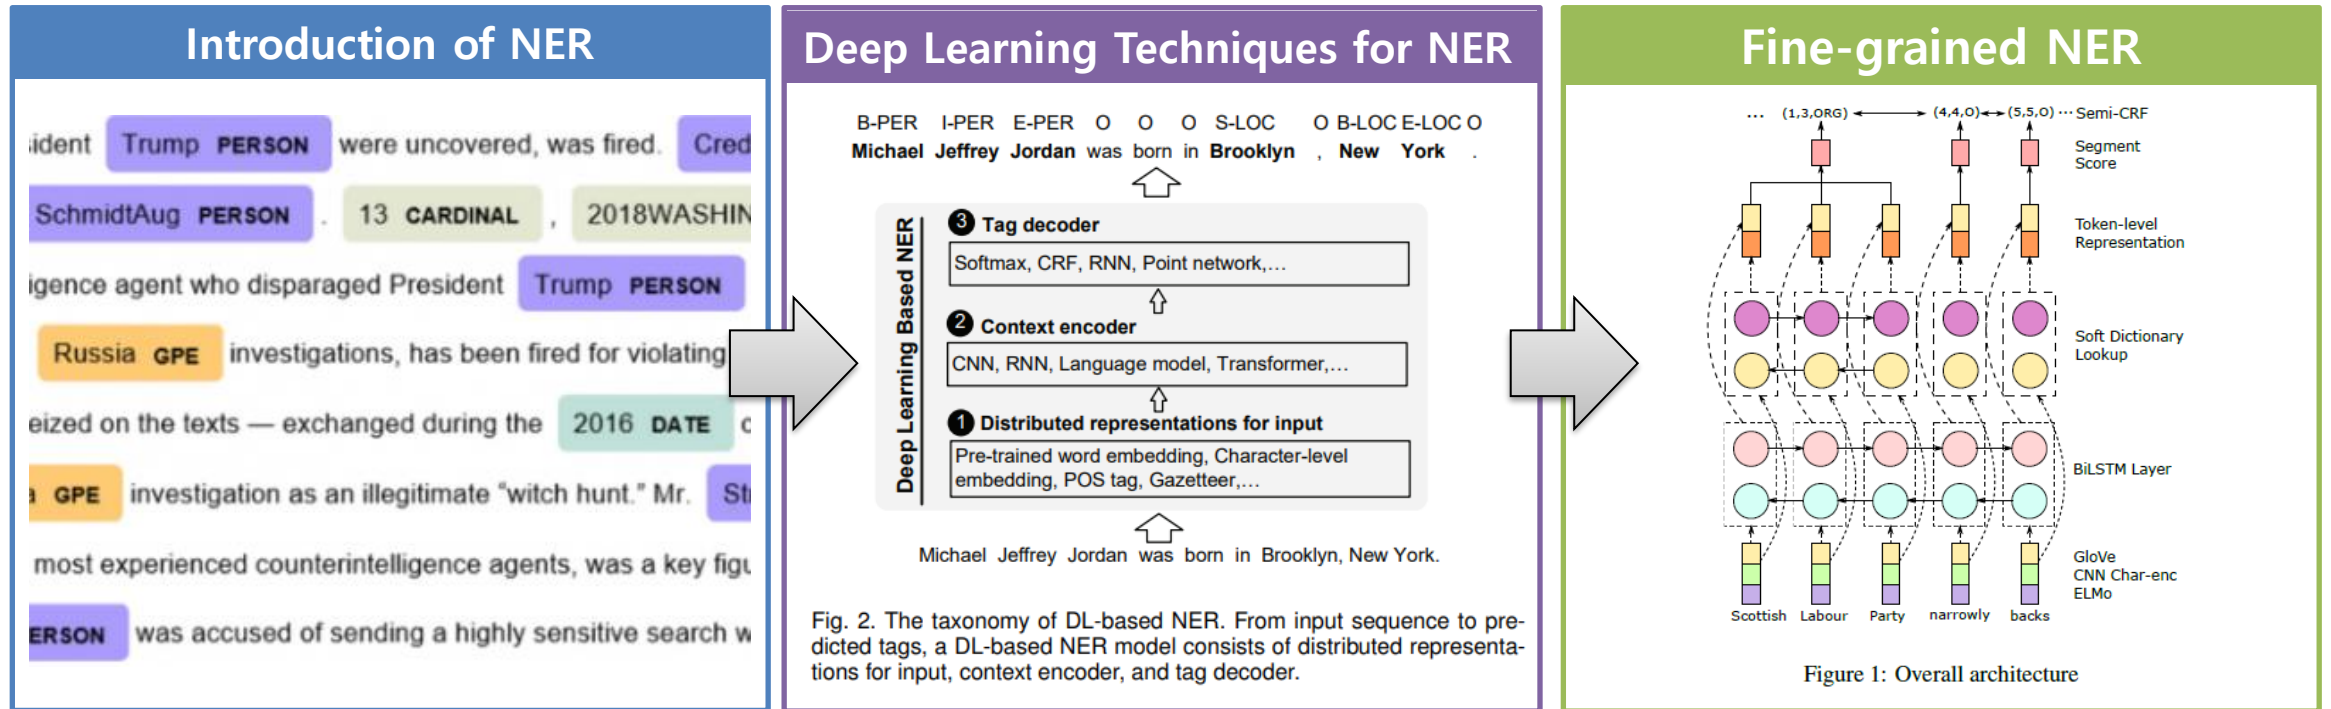 Introduction of NER
ident Trump PERSON were uncovered, was fired. Cred
SchmidtAug PERSON . 13 CARDINAL , 2018WASHIN
igence agent who disparaged President Trump PERSON
Russia GPE investigations, has been fired for violating
eized on the texts — exchanged during the 2016 DATE c
a GPE investigation as an illegitimate “witch hunt.” Mr. St
most experienced counterintelligence agents, was a key figu
ERSON was accused of sending a highly sensitive search w
Deep Learning Techniques for NER
B-PER I-PER E-PER O O O S-LOC O B-LOC E-LOC O
Michael Jeffrey Jordan was born in Brooklyn , New York .
Deep Learning Based NER
3 Tag decoder
Softmax, CRF, RNN, Point network,...
2 Context encoder
CNN, RNN, Language model, Transformer,...
1 Distributed representations for input
Pre-trained word embedding, Character-level
embedding, POS tag, Gazetteer,...
Michael Jeffrey Jordan was born in Brooklyn, New York.
Fig. 2. The taxonomy of DL-based NER. From input sequence to pre-
dicted tags, a DL-based NER model consists of distributed representa-
tions for input, context encoder, and tag decoder.
Fine-grained NER
... (1,3,ORG) (4,4,O) (5,5,O) ... Semi-CRF
Segment
Score
Token-level
Representation
Soft Dictionary
Lookup
BiLSTM Layer
GloVe
CNN Char-enc
ELMo
Scottish Labour Party narrowly backs
Figure 1: Overall architecture